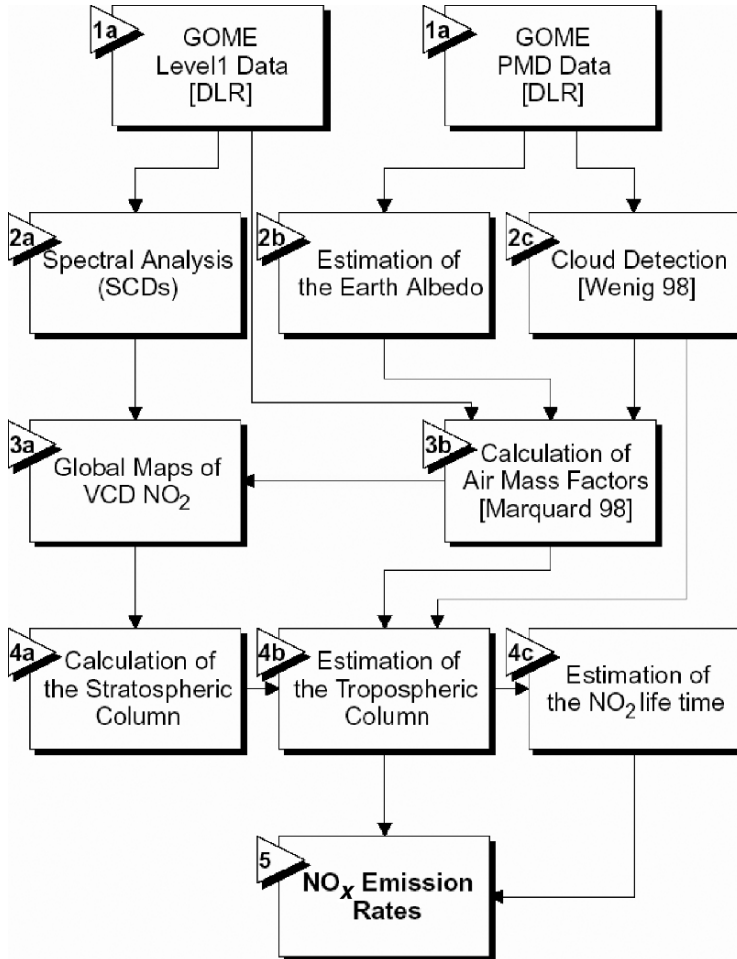 1a
GOME
Level1 Data
[DLR]
1a
GOME
PMD Data
[DLR]
2a
Spectral Analysis
(SCDs)
2b
Estimation of
the Earth Albedo
2c
Cloud Detection
[Wenig 98]
3a
Global Maps of
VCD NO₂
3b
Calculation of
Air Mass Factors
[Marquard 98]
4a
Calculation of
the Stratospheric
Column
4b
Estimation of
the Tropospheric
Column
4c
Estimation of
the NO₂ life time
5
NOₓ Emission
Rates